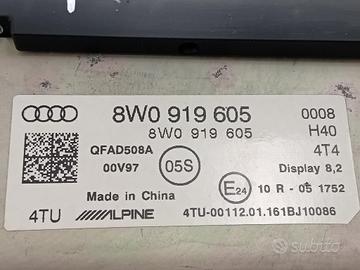 8W0 919 605 0008
8W0 919 605 H40
QFAD508A 4T4
00V97 05S Display 8,2
Made in China E24 10 R - 05 1752
4TU ALPINE 4TU-00112.01.161BJ10086
subito